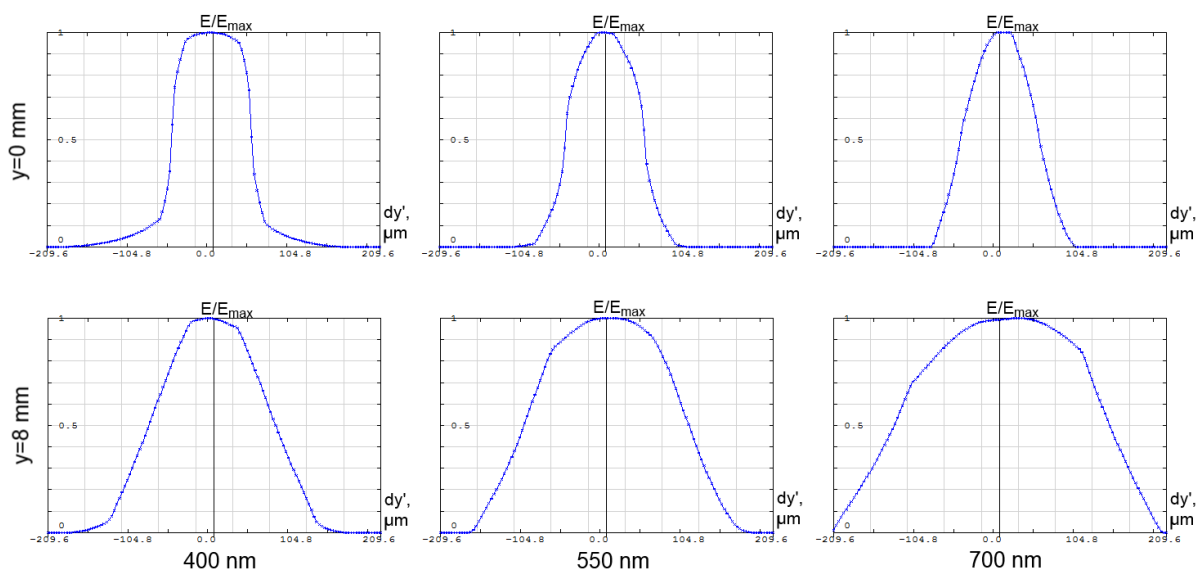 E/Emax E/Emax E/Emax
1 1 1
y=0 mm
0.5 0.5 0.5
dy', µm dy', µm dy', µm
0 0 0
-209.6 -104.8 0.0 104.8 209.6 -209.6 -104.8 0.0 104.8 209.6 -209.6 -104.8 0.0 104.8 209.6
E/Emax E/Emax E/Emax
1 1 1
y=8 mm
0.5 0.5 0.5
dy', µm dy', µm dy', µm
0 0 0
-209.6 -104.8 0.0 104.8 209.6 -209.6 -104.8 0.0 104.8 209.6 -209.6 -104.8 0.0 104.8 209.6
400 nm 550 nm 700 nm